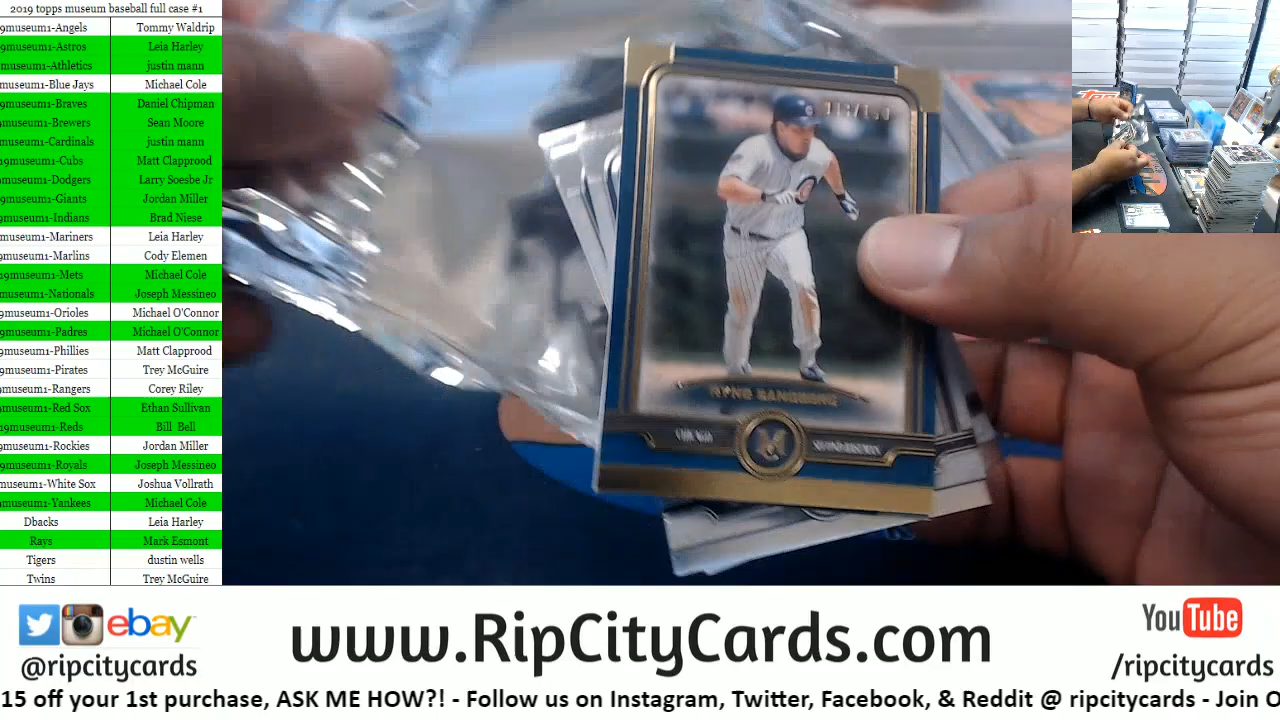 2019 topps museum baseball full case #1
9museum1-Angels Tommy Waldrip
9museum1-Astros Leia Harley
museum1-Athletics justin mann
museum1-Blue Jays Michael Cole
9museum1-Braves Daniel Chipman
9museum1-Brewers Sean Moore
museum1-Cardinals justin mann
19museum1-Cubs Matt Clapprood
9museum1-Dodgers Larry Soesbe Jr
9museum1-Giants Jordan Miller
9museum1-Indians Brad Niese
museum1-Mariners Leia Harley
9museum1-Marlins Cody Elemen
19museum1-Mets Michael Cole
museum1-Nationals Joseph Messineo
9museum1-Orioles Michael O'Connor
9museum1-Padres Michael O'Connor
9museum1-Phillies Matt Clapprood
9museum1-Pirates Trey McGuire
9museum1-Rangers Corey Riley
9museum1-Red Sox Ethan Sullivan
19museum1-Reds Bill Bell
9museum1-Rockies Jordan Miller
9museum1-Royals Joseph Messineo
museum1-White Sox Joshua Vollrath
museum1-Yankees Michael Cole
Dbacks Leia Harley
Rays Mark Esmont
Tigers dustin wells
Twins Trey McGuire
RYNE SANDBERG
ebay
@ripcitycards
www.RipCityCards.com
YouTube
/ripcitycards
15 off your 1st purchase, ASK ME HOW?! - Follow us on Instagram, Twitter, Facebook, & Reddit @ ripcitycards - Join O